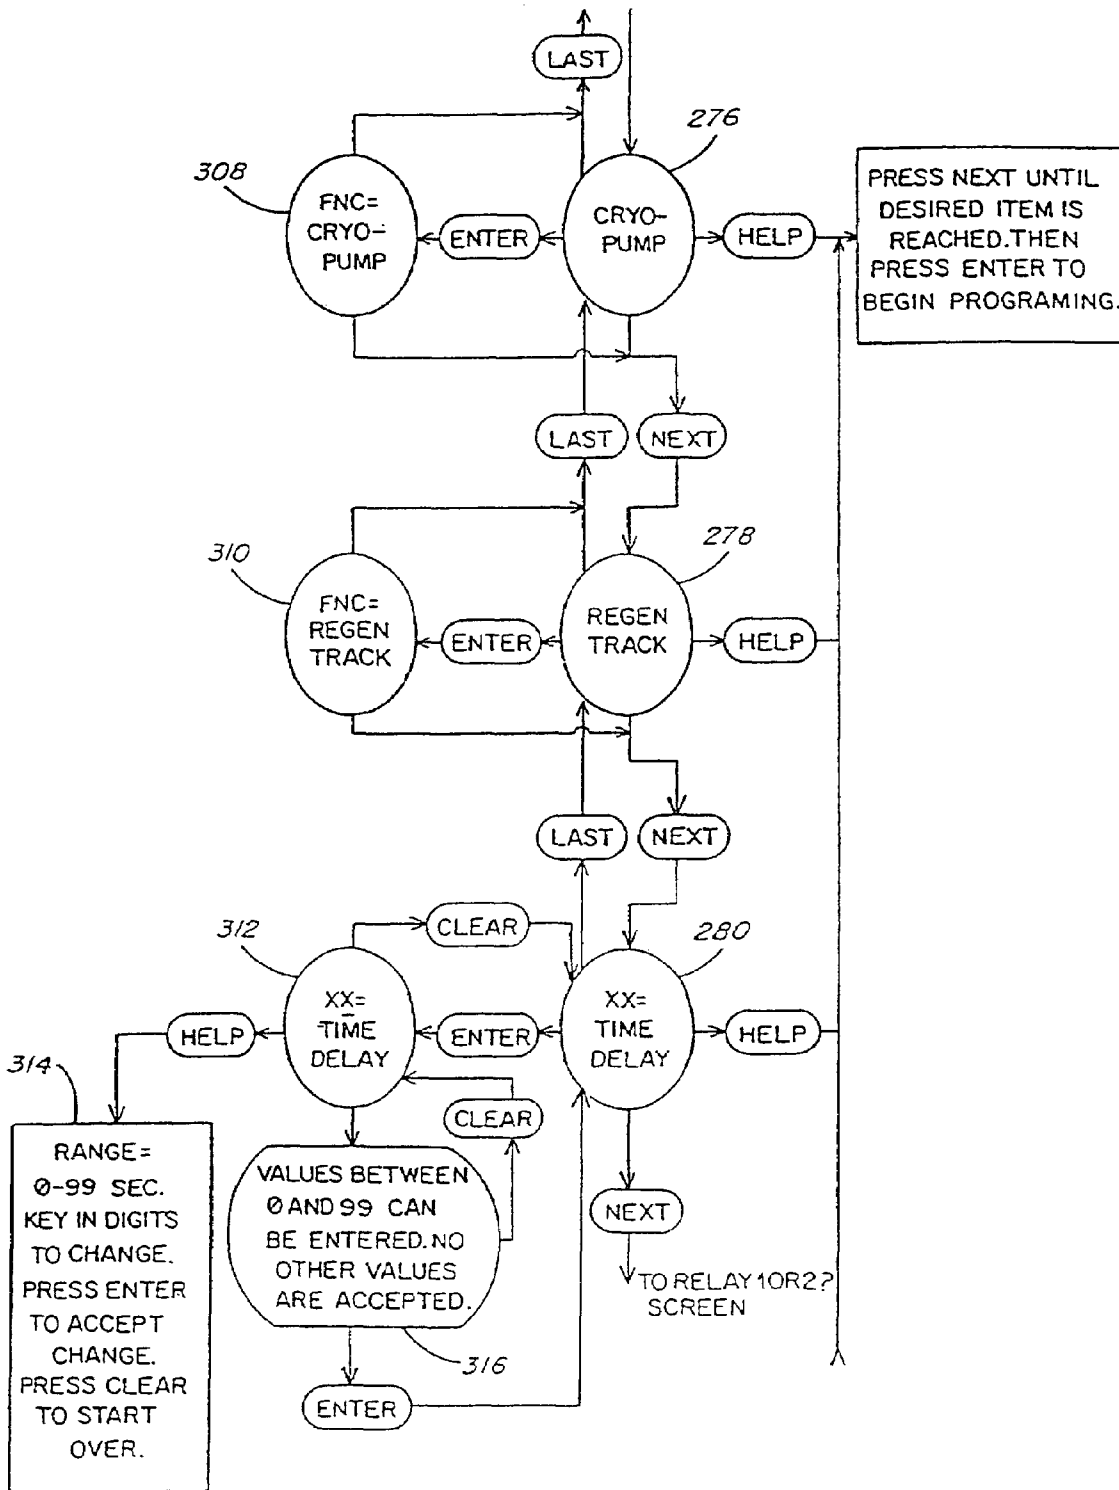 LAST
276
308
FNC=
CRYO-
PUMP
ENTER
CRYO-
PUMP
HELP
PRESS NEXT UNTIL
DESIRED ITEM IS
REACHED. THEN
PRESS ENTER TO
BEGIN PROGRAMING.
LAST
NEXT
310
278
FNC=
REGEN
TRACK
ENTER
REGEN
TRACK
HELP
LAST
NEXT
312
CLEAR
280
XX=
TIME
DELAY
ENTER
XX=
TIME
DELAY
HELP
HELP
314
CLEAR
RANGE=
0-99 SEC.
KEY IN DIGITS
TO CHANGE.
PRESS ENTER
TO ACCEPT
CHANGE.
PRESS CLEAR
TO START
OVER.
VALUES BETWEEN
0 AND 99 CAN
BE ENTERED. NO
OTHER VALUES
ARE ACCEPTED.
316
ENTER
NEXT
TO RELAY 1 OR 2?
SCREEN